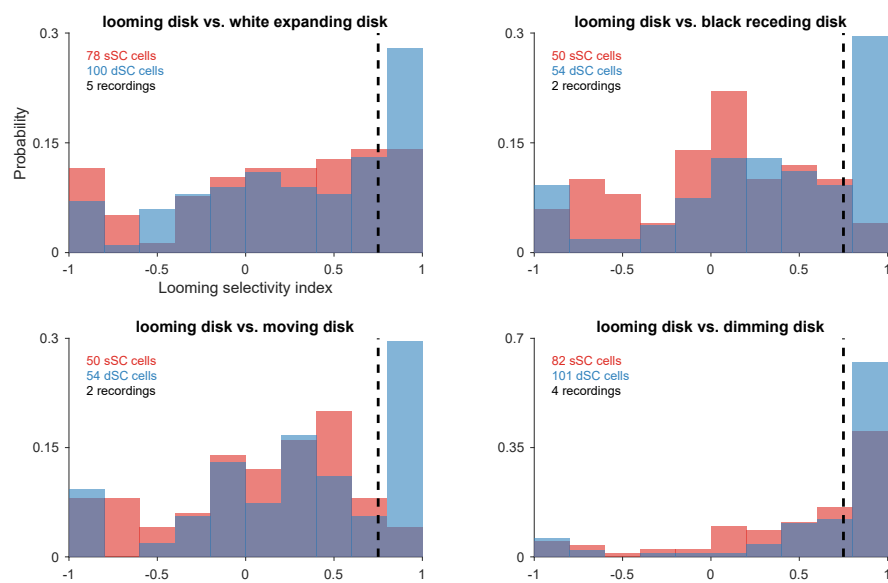 looming disk vs. white expanding disk
0.3
78 sSC cells
100 dSC cells
5 recordings
0.15
Probability
0
-1 -0.5 0 0.5 1
Looming selectivity index
looming disk vs. black receding disk
0.3
50 sSC cells
54 dSC cells
2 recordings
0.15
0
-1 -0.5 0 0.5 1
looming disk vs. moving disk
0.3
50 sSC cells
54 dSC cells
2 recordings
0.15
0
-1 -0.5 0 0.5 1
looming disk vs. dimming disk
0.7
82 sSC cells
101 dSC cells
4 recordings
0.35
0
-1 -0.5 0 0.5 1